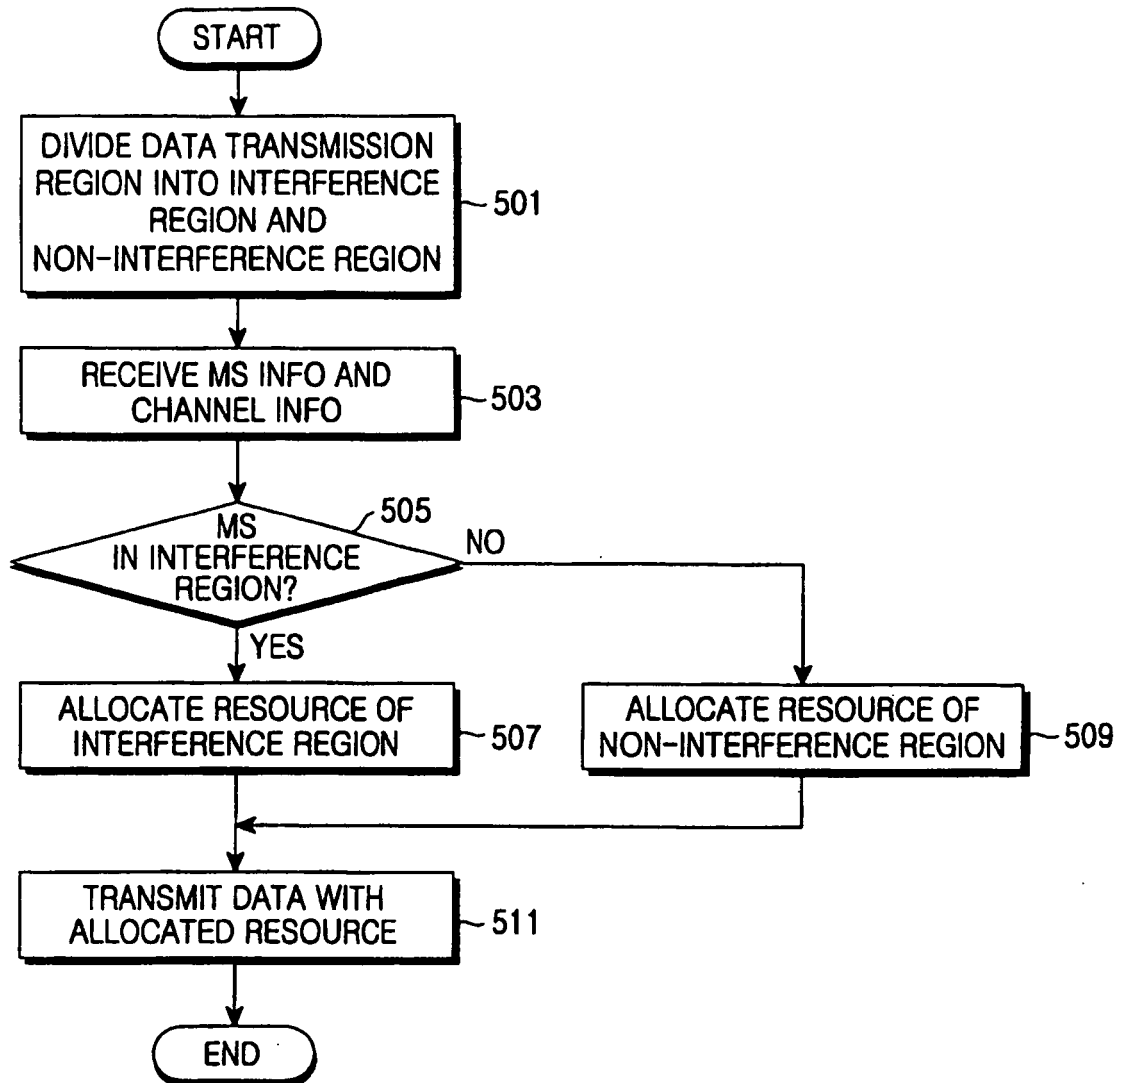 START
DIVIDE DATA TRANSMISSION
REGION INTO INTERFERENCE
REGION AND
NON-INTERFERENCE REGION
501
RECEIVE MS INFO AND
CHANNEL INFO
503
505
MS
IN INTERFERENCE
REGION?
NO
YES
ALLOCATE RESOURCE OF
INTERFERENCE REGION
507
ALLOCATE RESOURCE OF
NON-INTERFERENCE REGION
509
TRANSMIT DATA WITH
ALLOCATED RESOURCE
511
END